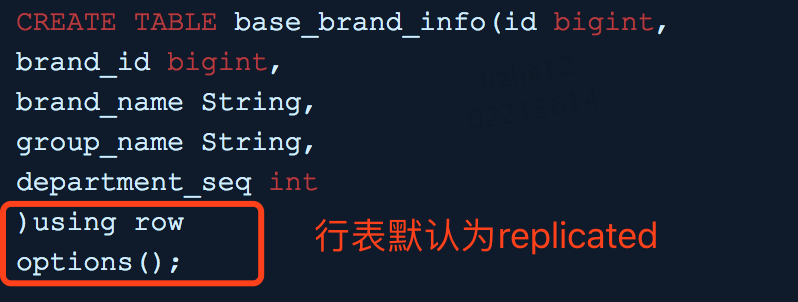 CREATE TABLE base_brand_info(id bigint,
brand_id bigint,
brand_name String,
group_name String,
department_seq int
)using row
options();
行表默认为replicated